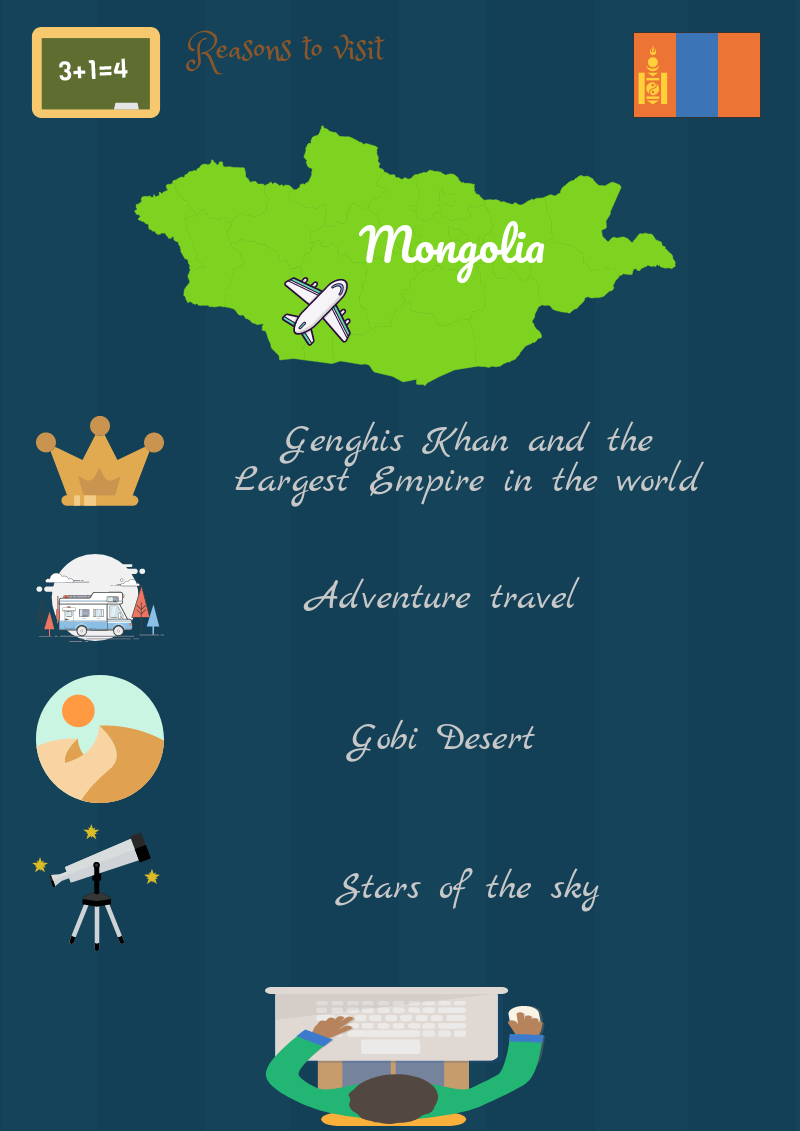 3+1=4
Reasons to visit
Mongolia
Genghis Khan and the
Largest Empire in the world
Adventure travel
Gobi Desert
Stars of the sky